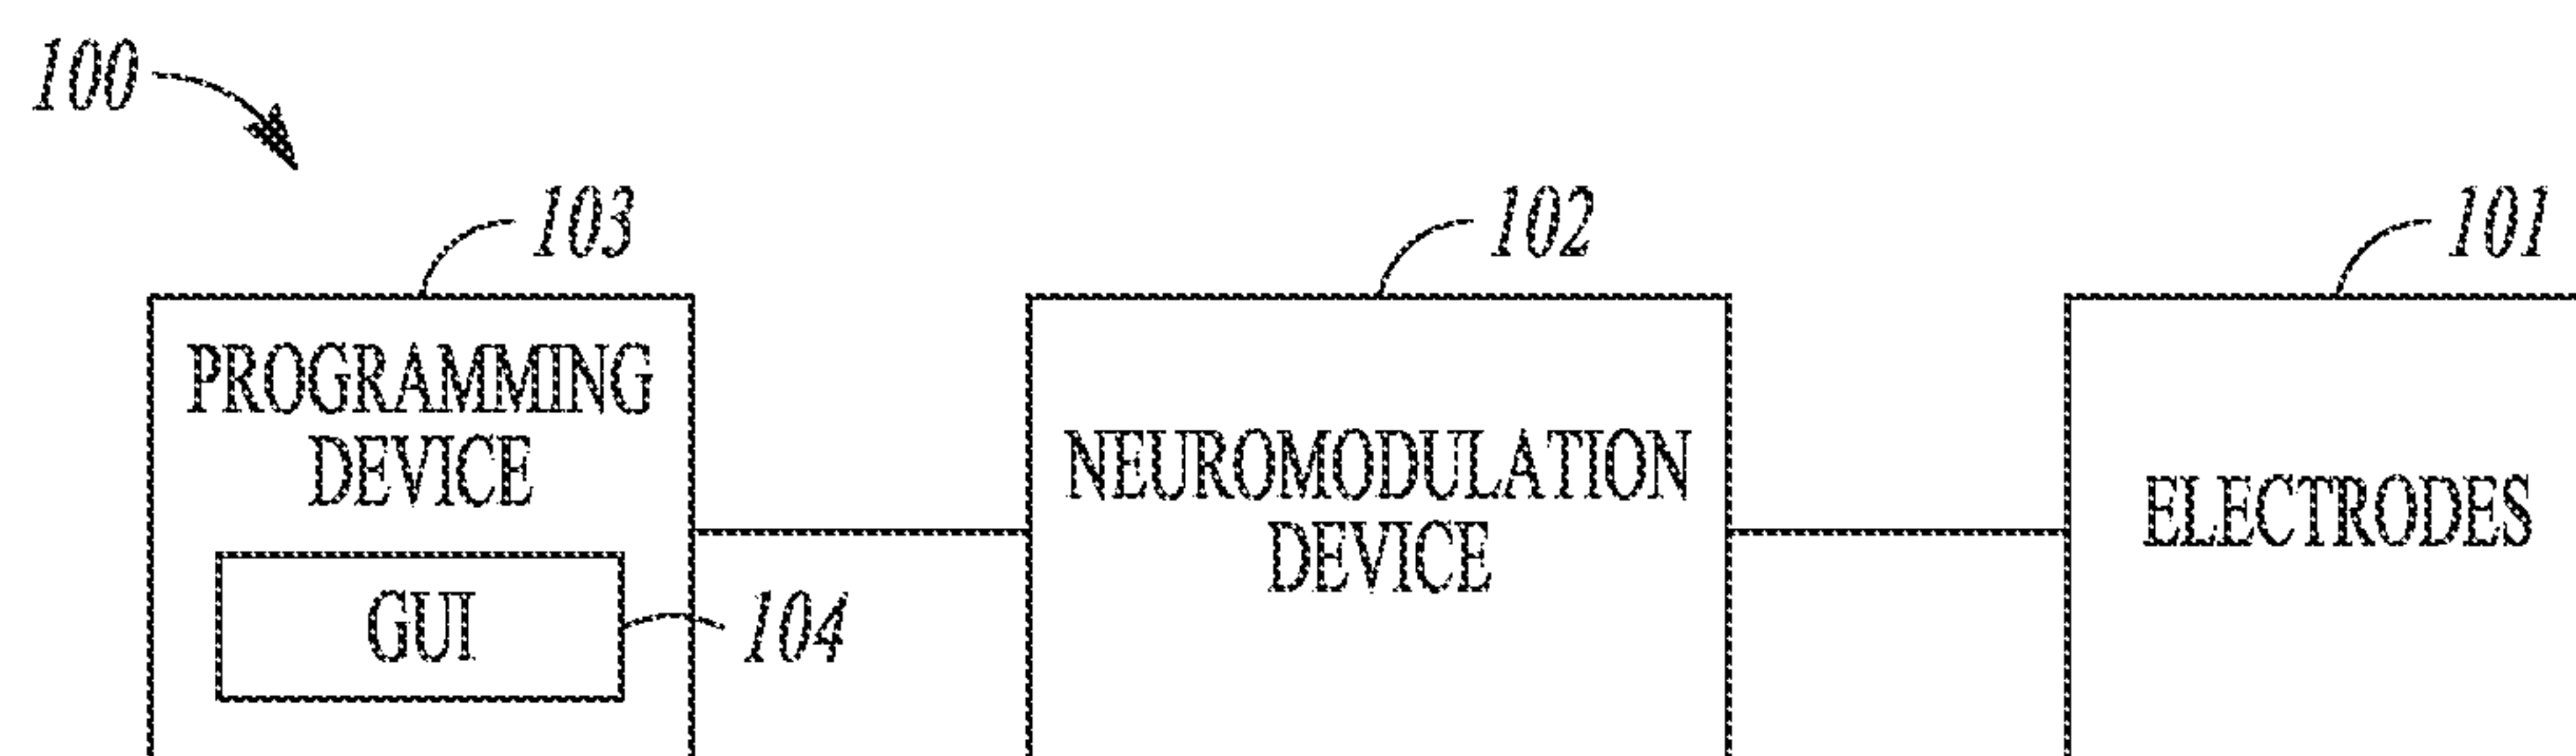 100
103
102
101
PROGRAMMING
DEVICE
NEUROMODULATION
DEVICE
ELECTRODES
GUI
104